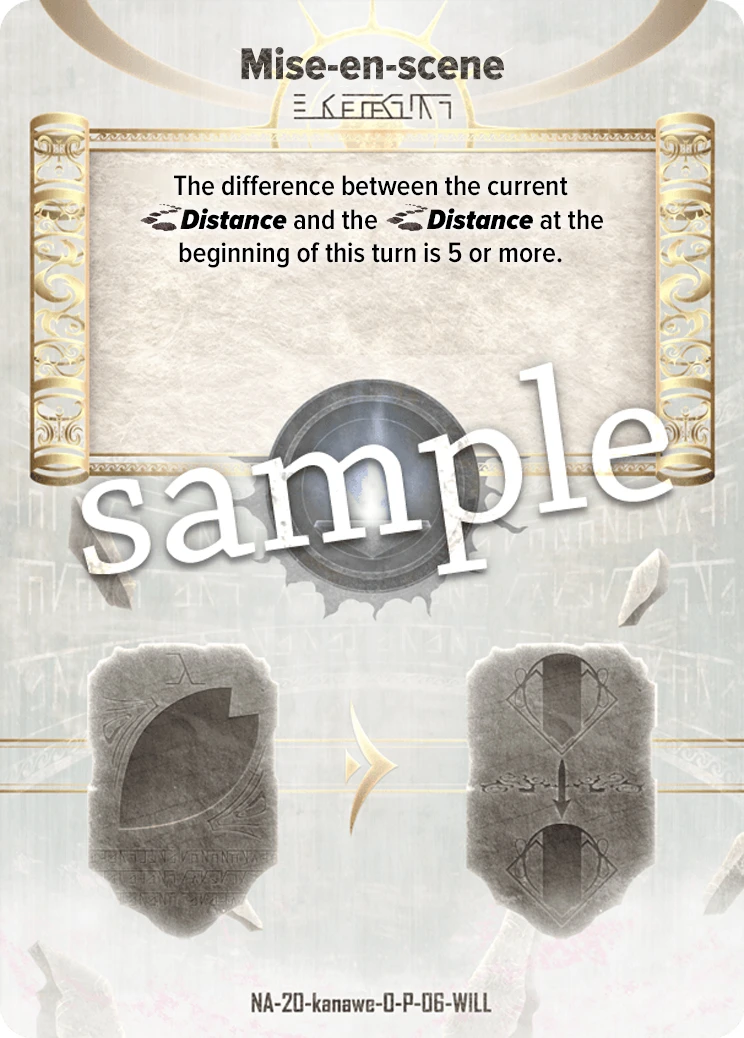 Mise-en-scene
The difference between the current
Distance and the Distance at the
beginning of this turn is 5 or more.
sample
NA-20-kanawe-O-P-06-WILL